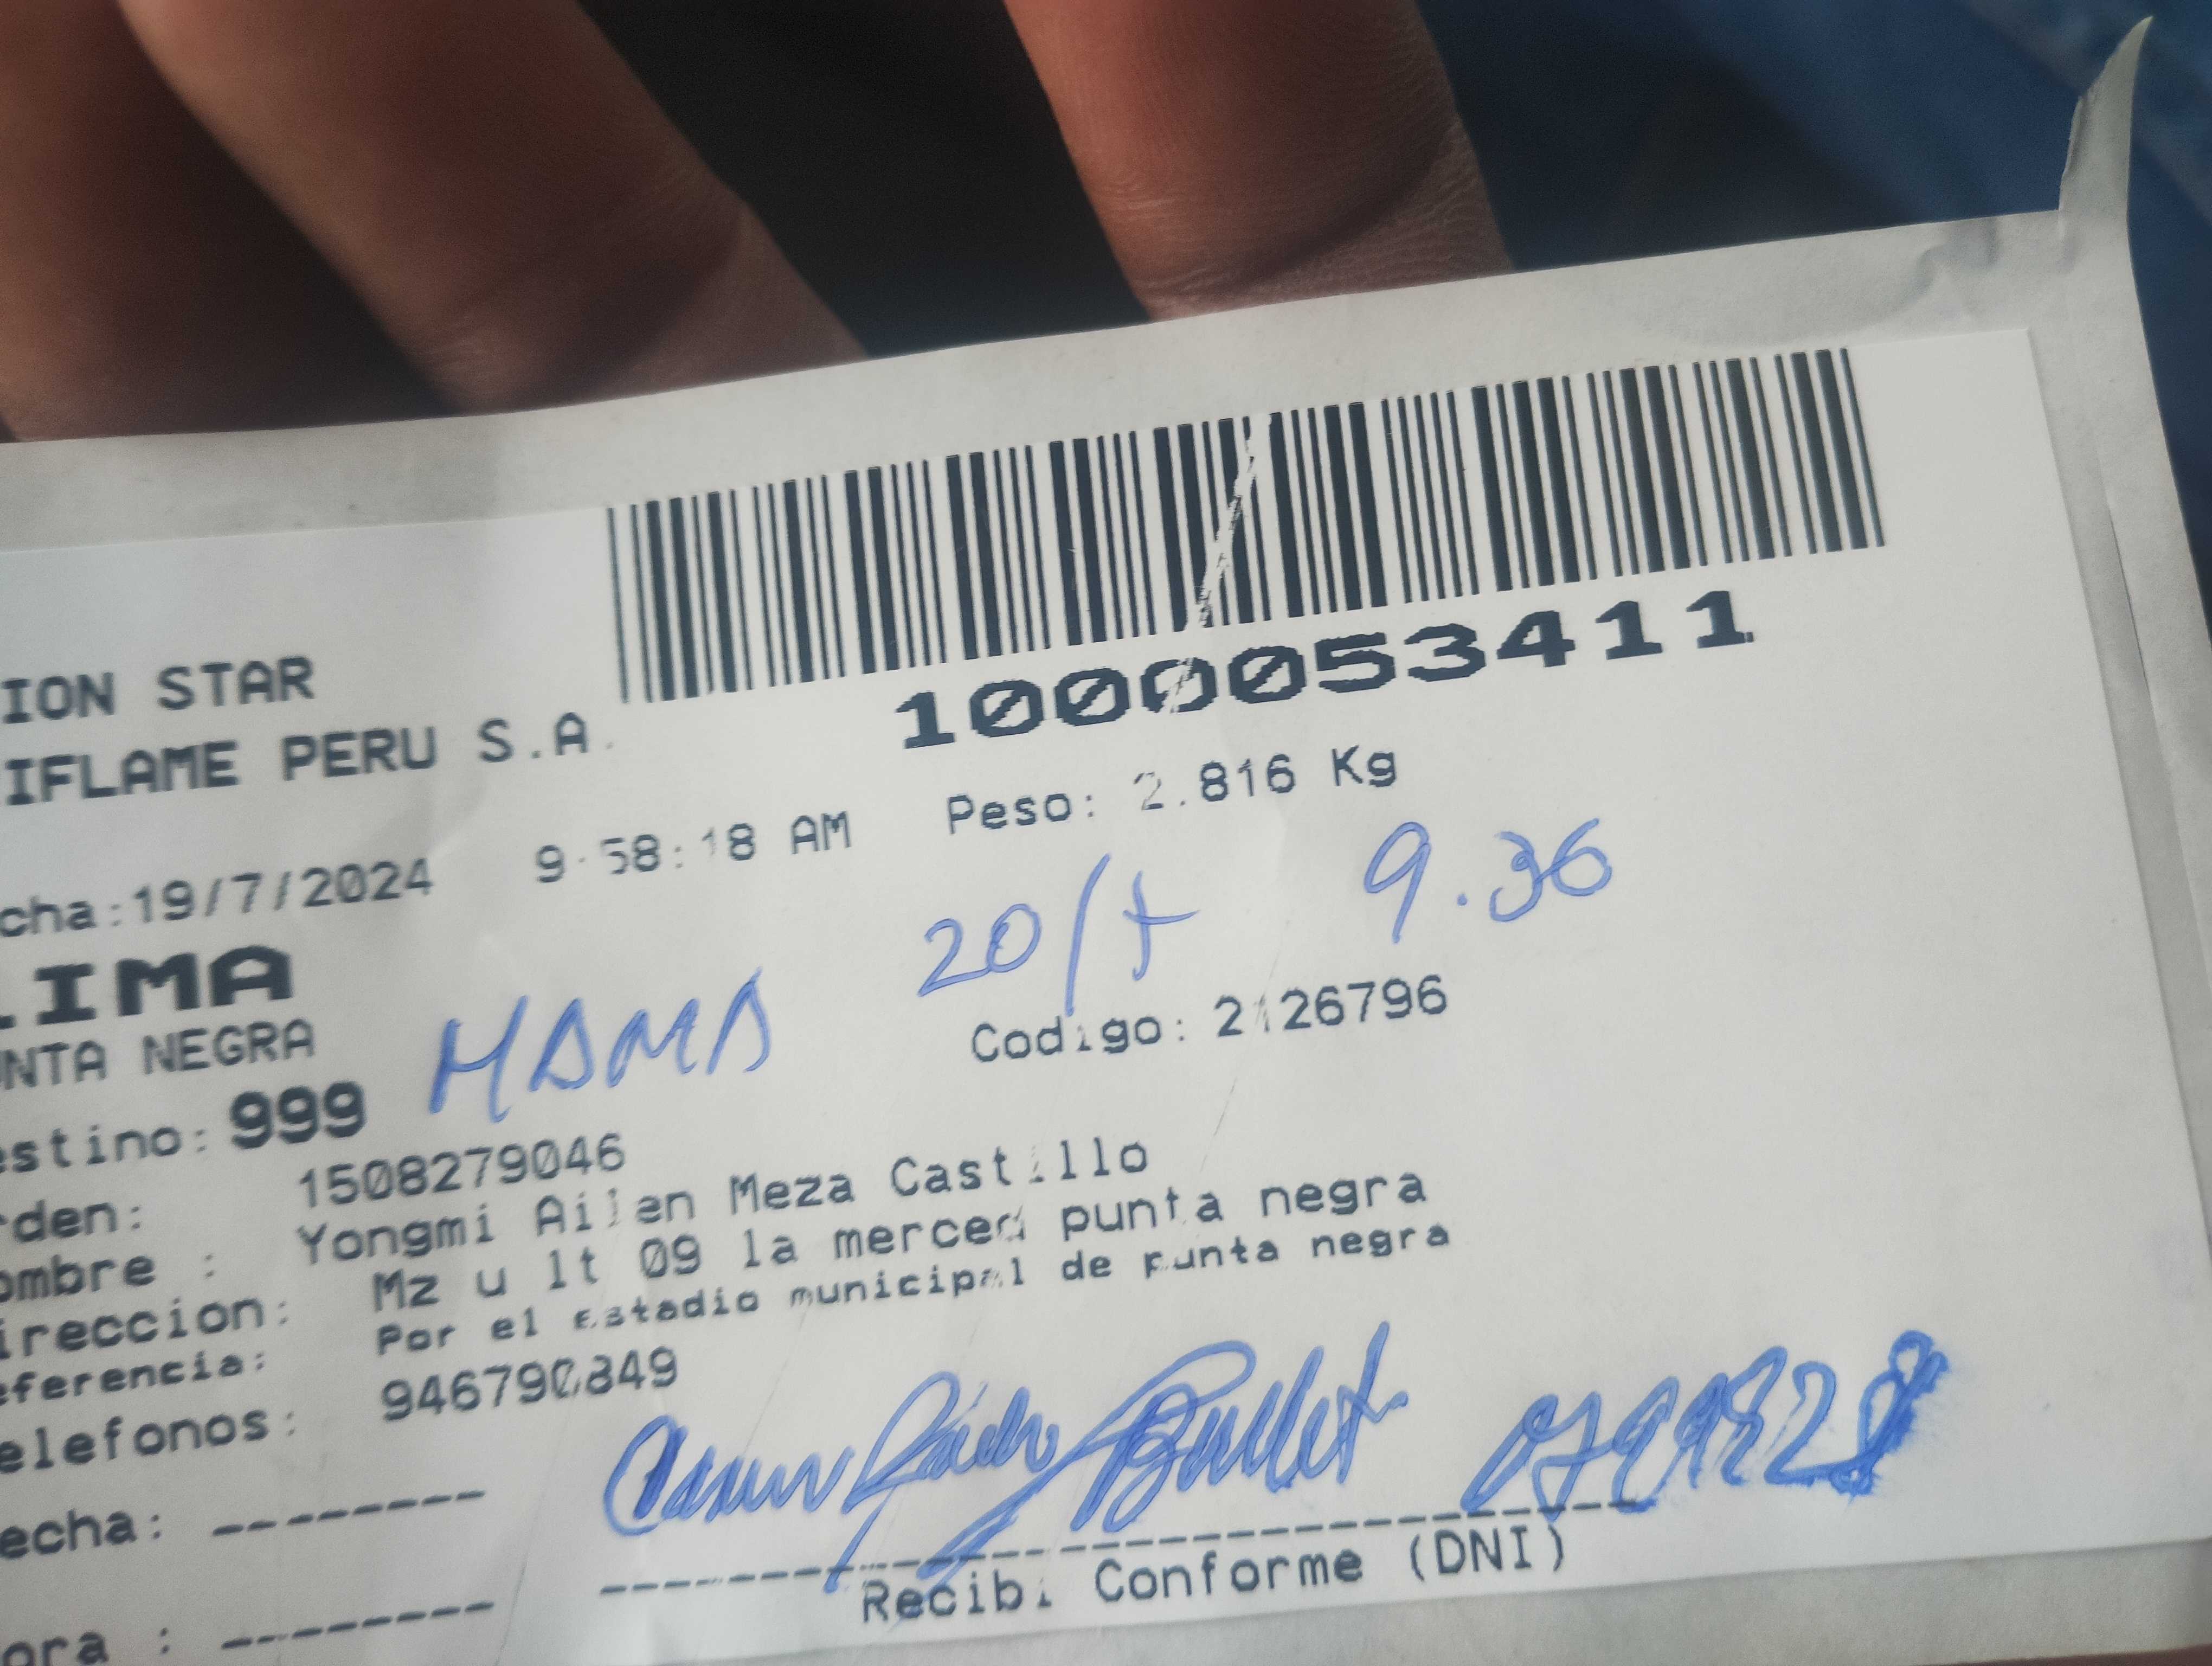 1000053411
ION STAR
IFLAME PERU S.A.
Peso: 2.816 Kg
cha:19/7/2024 9:58:18 AM
20/7 9.36
LIMA
NTA NEGRA
MAMA
Codigo: 2126796
estino: 999
rden: 1508279046
ombre : Yongmi Ailen Meza Castillo
ireccion: Mz u lt 09 la merced punta negra
eferencia: Por el estadio municipal de punta negra
elefonos: 946790849
echa:
ora :
Recibi Conforme (DNI)